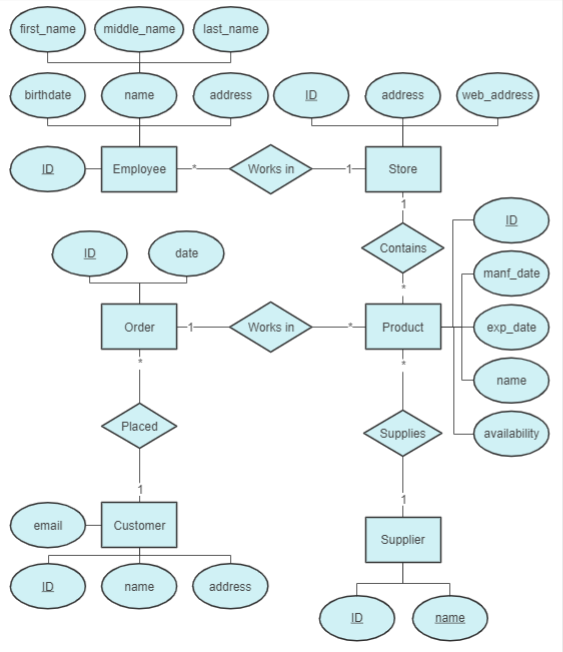 first_name middle_name last_name
birthdate name address ID address web_address
ID Employee * Works in 1 Store
1
ID
ID date Contains
manf_date
*
Order 1 Works in * Product exp_date
* *
name
Placed Supplies availability
1 1
email Customer
Supplier
ID name address
ID name